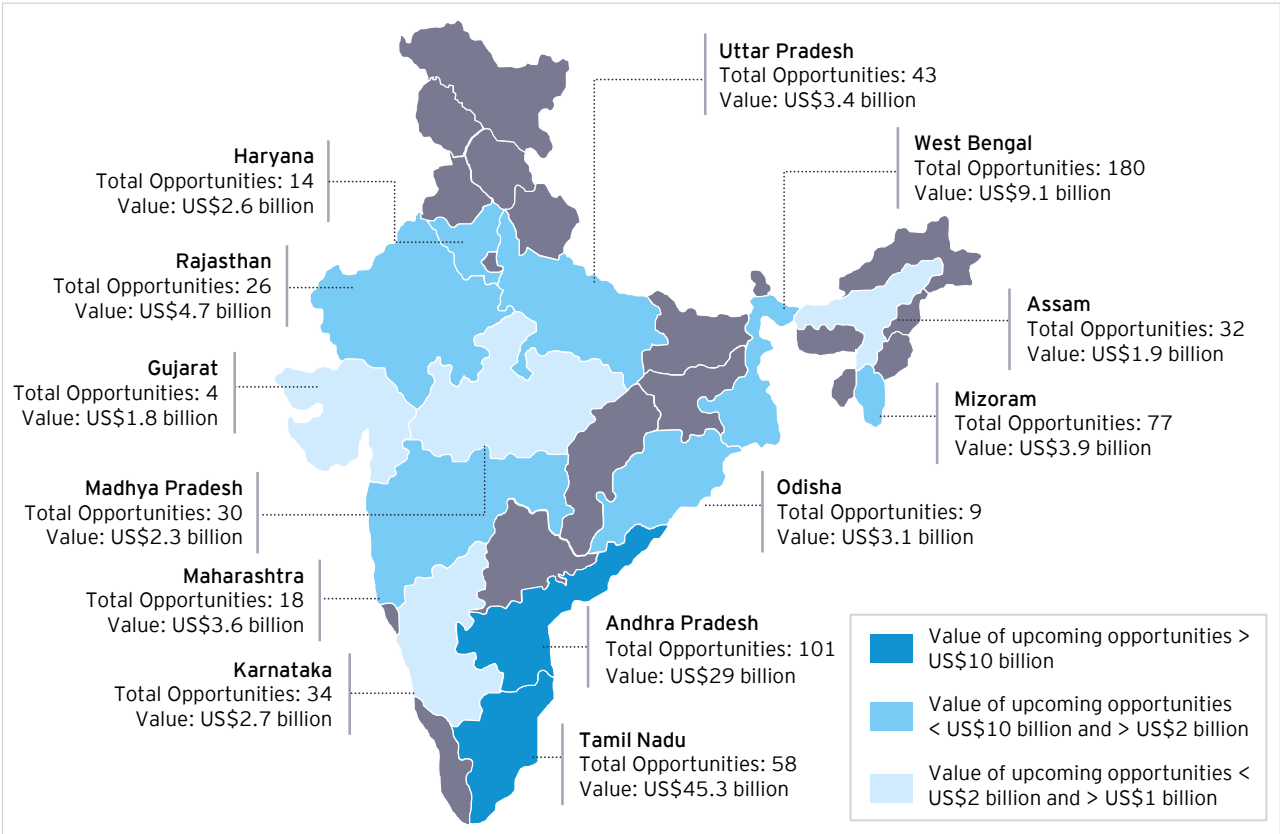 Uttar Pradesh
Total Opportunities: 43
Value: US$3.4 billion
West Bengal
Total Opportunities: 180
Value: US$9.1 billion
Haryana
Total Opportunities: 14
Value: US$2.6 billion
Rajasthan
Total Opportunities: 26
Value: US$4.7 billion
Assam
Total Opportunities: 32
Value: US$1.9 billion
Gujarat
Total Opportunities: 4
Value: US$1.8 billion
Mizoram
Total Opportunities: 77
Value: US$3.9 billion
Madhya Pradesh
Total Opportunities: 30
Value: US$2.3 billion
Odisha
Total Opportunities: 9
Value: US$3.1 billion
Maharashtra
Total Opportunities: 18
Value: US$3.6 billion
Andhra Pradesh
Total Opportunities: 101
Value: US$29 billion
Karnataka
Total Opportunities: 34
Value: US$2.7 billion
Tamil Nadu
Total Opportunities: 58
Value: US$45.3 billion
Value of upcoming opportunities >
US$10 billion
Value of upcoming opportunities
< US$10 billion and > US$2 billion
Value of upcoming opportunities <
US$2 billion and > US$1 billion